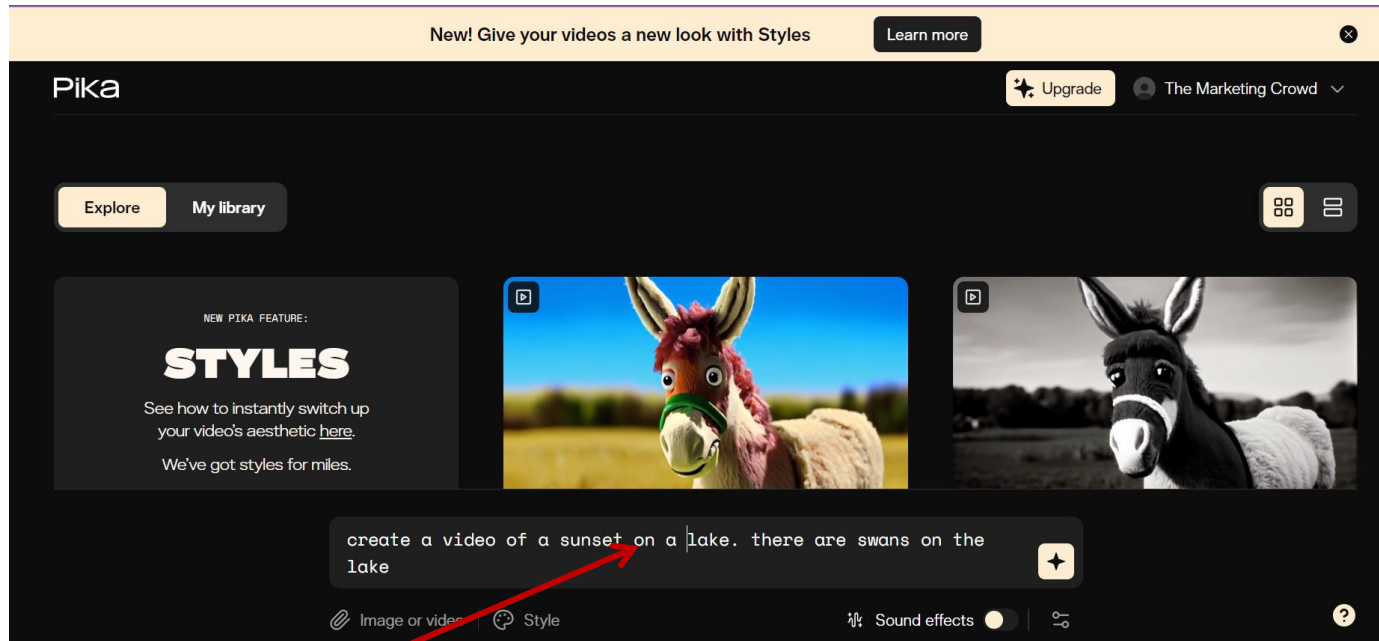 New! Give your videos a new look with Styles
Learn more
Pika
Upgrade
The Marketing Crowd
Explore
My library
NEW PIKA FEATURE:
STYLES
See how to instantly switch up
your video's aesthetic here.
We've got styles for miles.
create a video of a sunset on a lake. there are swans on the
lake
Image or video
Style
Sound effects
?